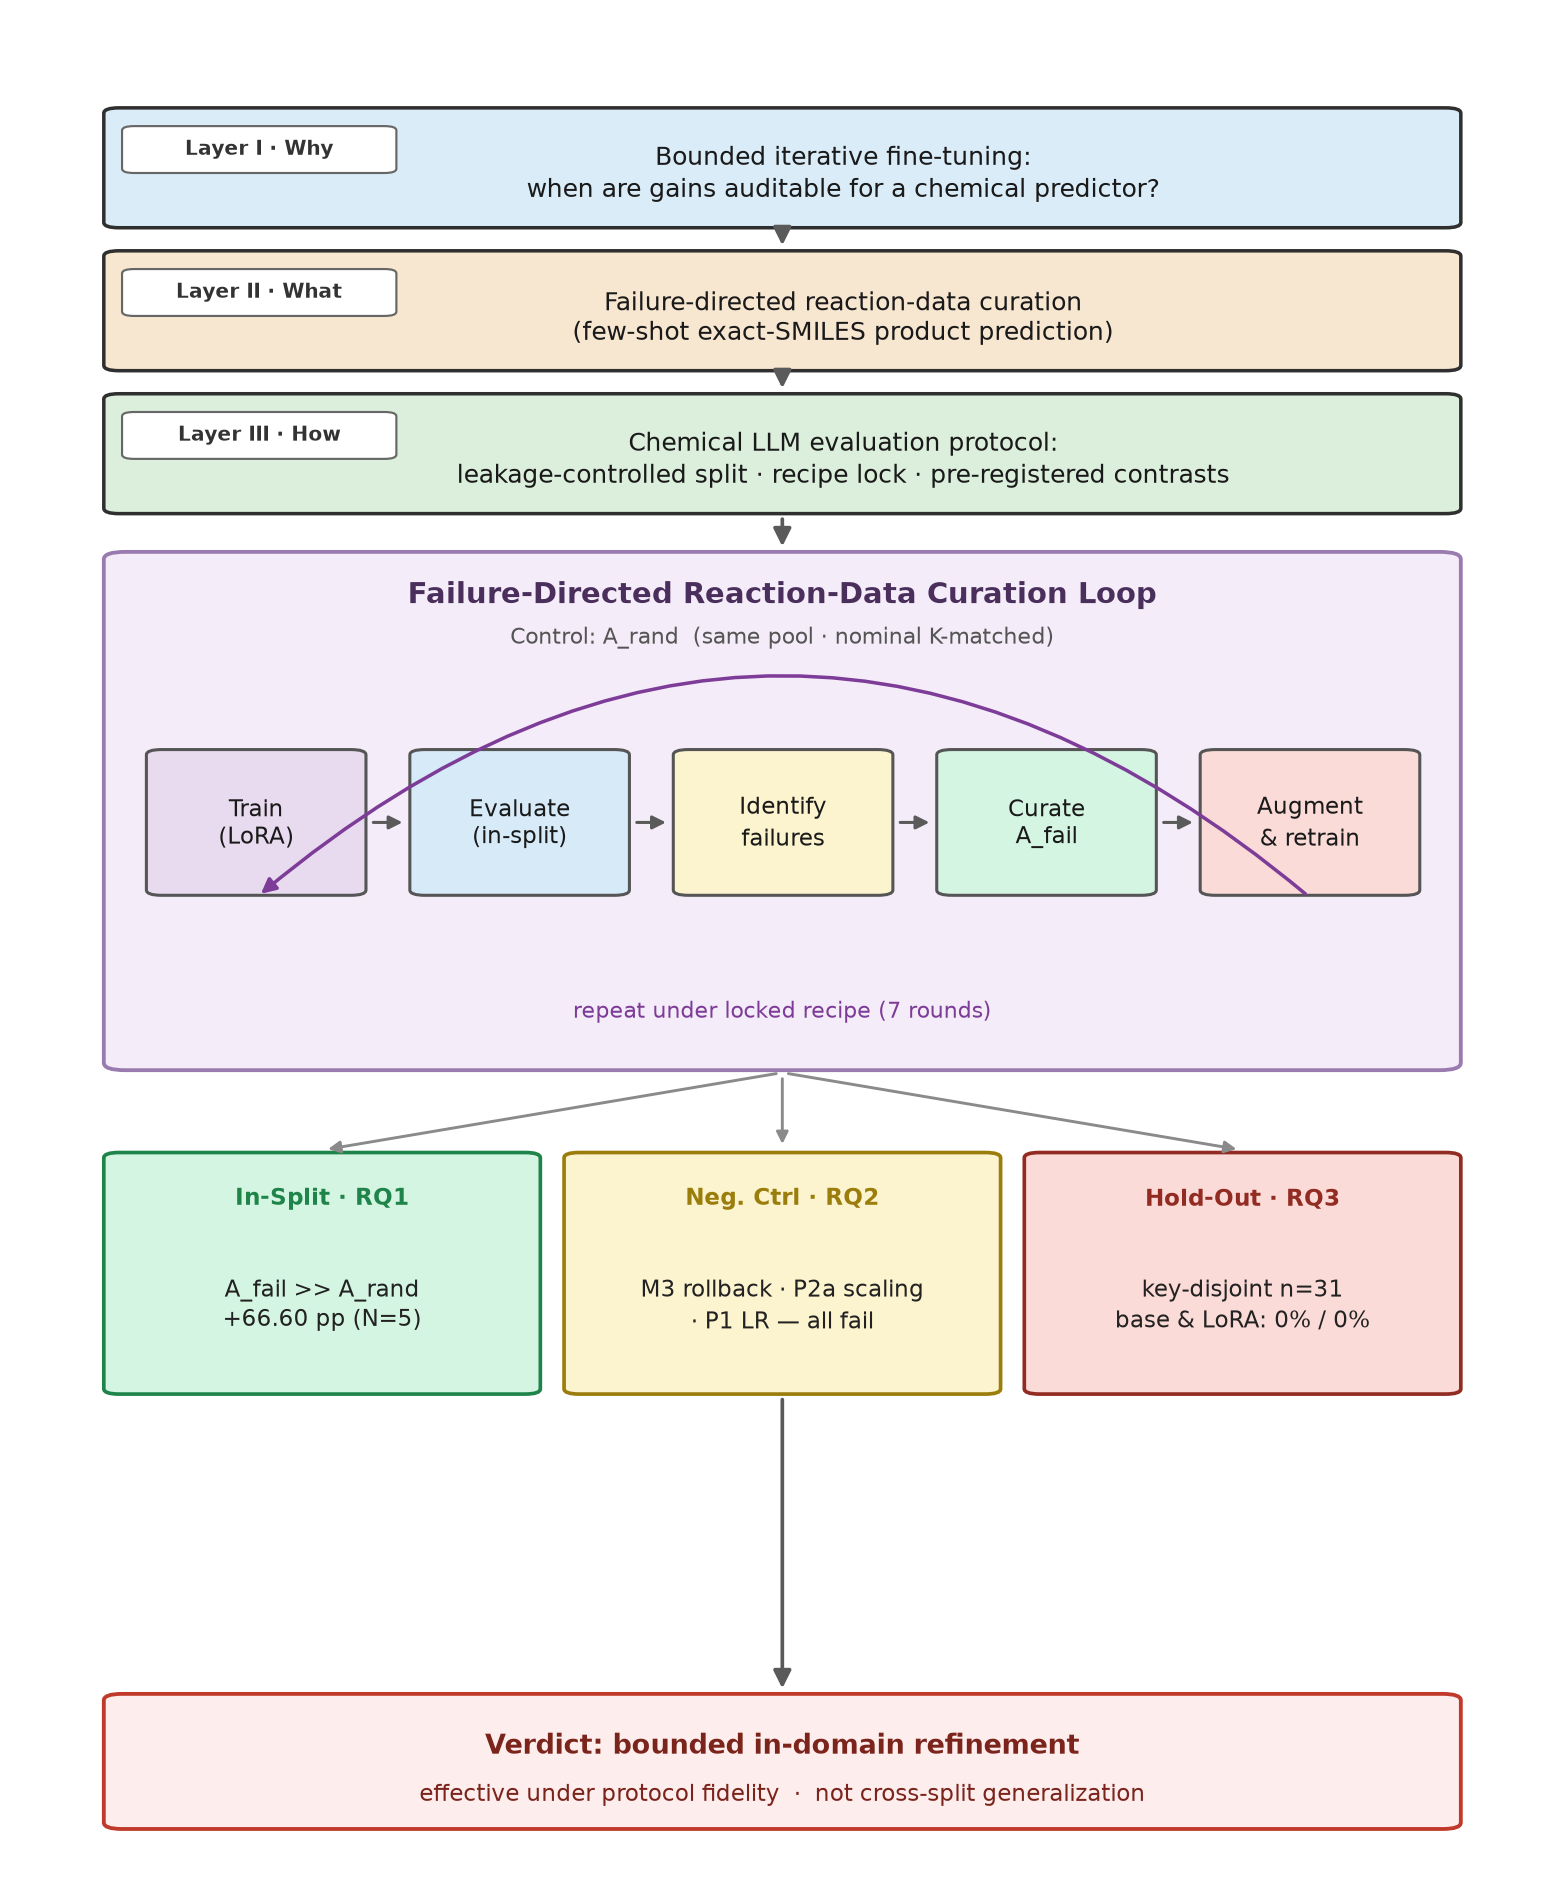 Layer I · Why
Bounded iterative fine-tuning:
when are gains auditable for a chemical predictor?
Layer II · What
Failure-directed reaction-data curation
(few-shot exact-SMILES product prediction)
Layer III · How
Chemical LLM evaluation protocol:
leakage-controlled split · recipe lock · pre-registered contrasts
Failure-Directed Reaction-Data Curation Loop
Control: A_rand  (same pool · nominal K-matched)
Train
(LoRA)
Evaluate
(in-split)
Identify
failures
Curate
A_fail
Augment
& retrain
repeat under locked recipe (7 rounds)
In-Split · RQ1
A_fail >> A_rand
+66.60 pp (N=5)
Neg. Ctrl · RQ2
M3 rollback · P2a scaling
· P1 LR — all fail
Hold-Out · RQ3
key-disjoint n=31
base & LoRA: 0% / 0%
Verdict: bounded in-domain refinement
effective under protocol fidelity  ·  not cross-split generalization